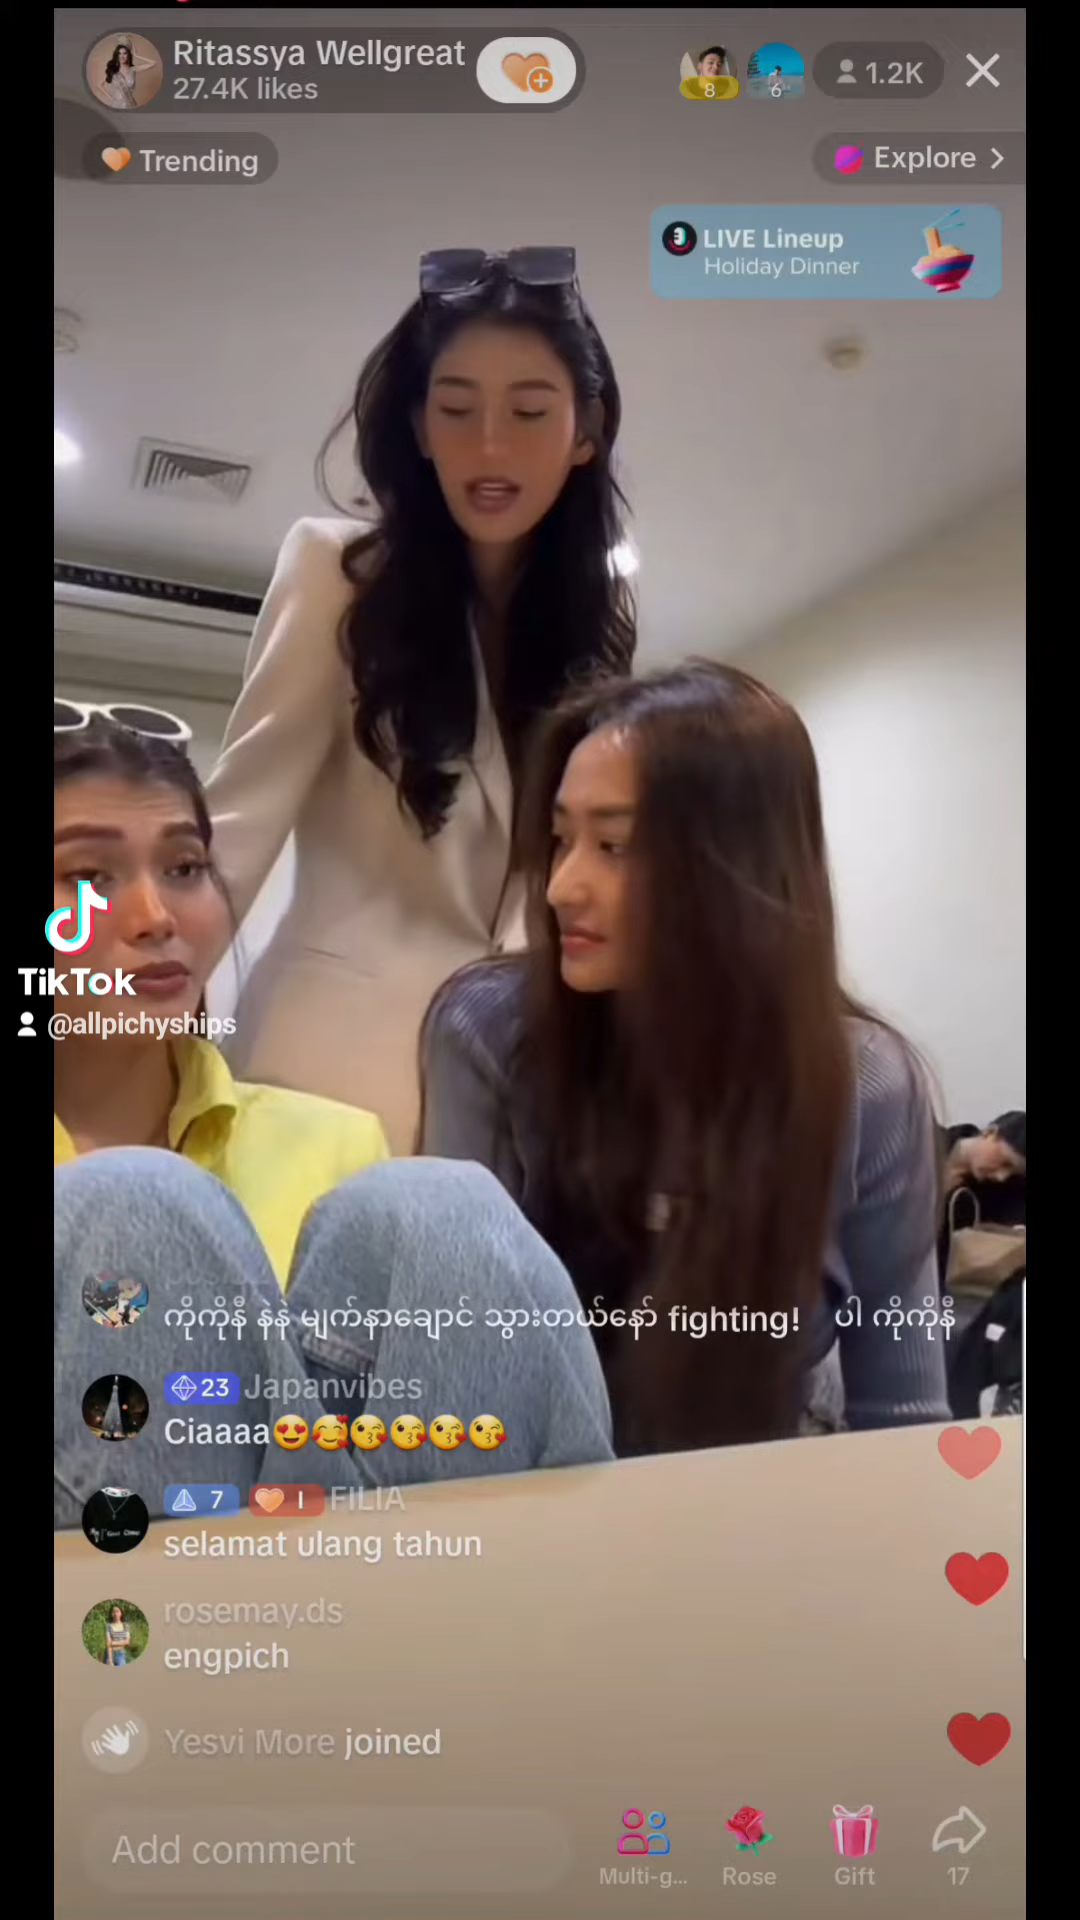 Ritassya Wellgreat
27.4K likes
8
6
1.2K
Trending
Explore
LIVE Lineup
Holiday Dinner
TikTok
@allpichyships
ကိုကိုနီ နဲနဲ မျက်နာချောင် သွားတယ်နော် fighting! ပါ ကိုကိုနီ
23 Japanvibes
Ciaaaa😍🥰😘😘😘😘
7 I FILIA
selamat ulang tahun
rosemay.ds
engpich
Yesvi More joined
Add comment
Multi-g...
Rose
Gift
17